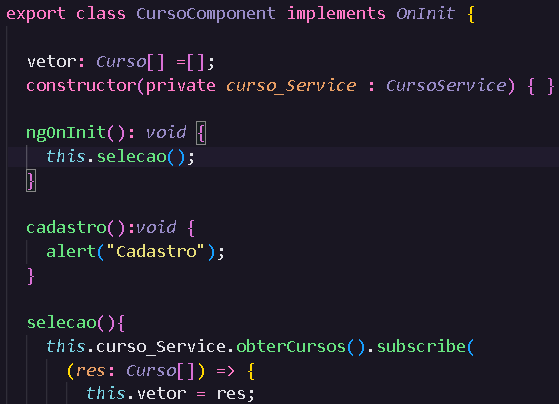 export class CursoComponent implements OnInit {
vetor: Curso[] =[];
constructor(private curso_Service : CursoService) { }
ngOnInit(): void {
this.selecao();
}
cadastro():void {
alert("Cadastro");
}
selecao(){
this.curso_Service.obterCursos().subscribe(
(res: Curso[]) => {
this.vetor = res;